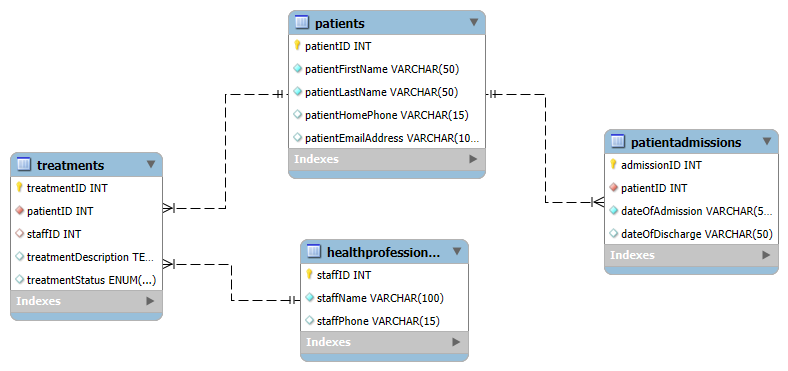 patients
patientID INT
patientFirstName VARCHAR(50)
patientLastName VARCHAR(50)
patientHomePhone VARCHAR(15)
patientEmailAddress VARCHAR(10...
Indexes
treatments
treatmentID INT
patientID INT
staffID INT
treatmentDescription TE...
treatmentStatus ENUM(...)
Indexes
healthprofession...
staffID INT
staffName VARCHAR(100)
staffPhone VARCHAR(15)
Indexes
patientadmissions
admissionID INT
patientID INT
dateOfAdmission VARCHAR(5...
dateOfDischarge VARCHAR(50)
Indexes